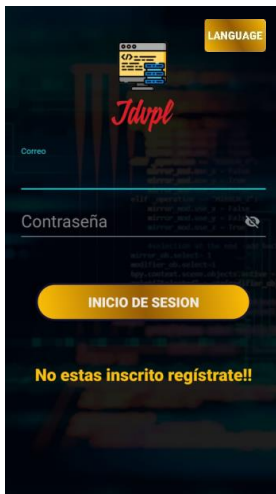 LANGUAGE
Jdvpl
Correo
Contraseña
INICIO DE SESION
No estas inscrito regístrate!!